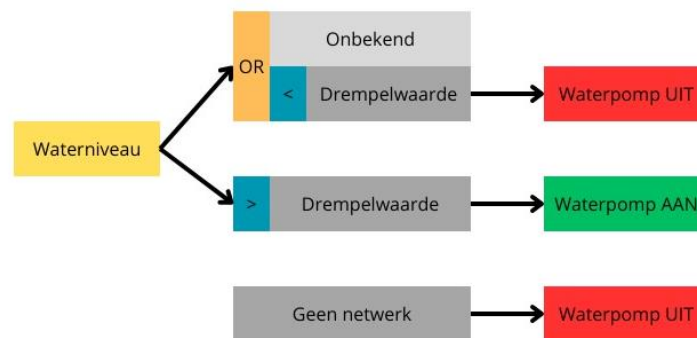 Onbekend
OR
< Drempelwaarde
Waterpomp UIT
Waterniveau
> Drempelwaarde
Waterpomp AAN
Geen netwerk
Waterpomp UIT